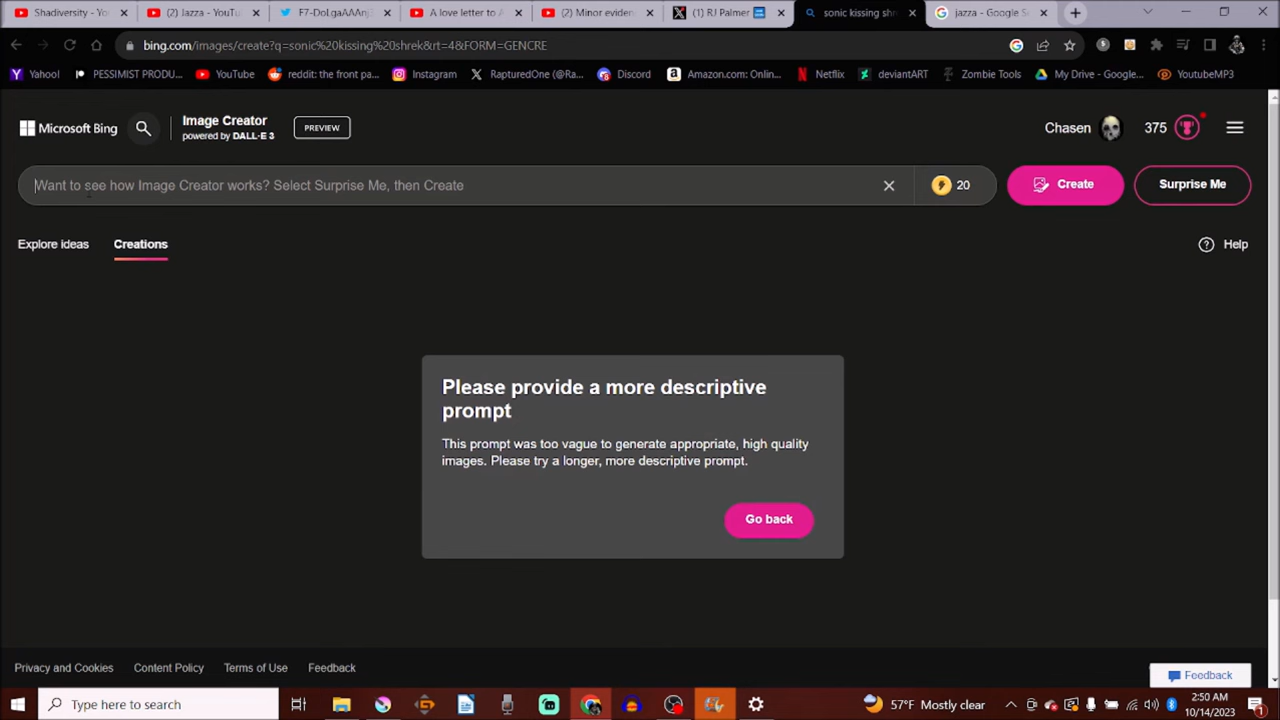 Shadiversity - YouTu
(2) Jazza - YouTube
F7-DoLgaAAAnj3
A love letter to A
(2) Minor eviden
(1) RJ Palmer
sonic kissing shr
jazza - Google S
bing.com/images/create?q=sonic%20kissing%20shrek&rt=4&FORM=GENCRE
Yahoo!
PESSIMIST PRODU...
YouTube
reddit: the front pa...
Instagram
RapturedOne (@Ra...
Discord
Amazon.com: Onlin...
Netflix
deviantART
Zombie Tools
My Drive - Google...
YoutubeMP3
Microsoft Bing
Image Creator
powered by DALL·E 3
PREVIEW
Chasen
375
Want to see how Image Creator works? Select Surprise Me, then Create
20
Create
Surprise Me
Explore ideas
Creations
Help
Please provide a more descriptive
prompt
This prompt was too vague to generate appropriate, high quality
images. Please try a longer, more descriptive prompt.
Go back
Privacy and Cookies
Content Policy
Terms of Use
Feedback
Feedback
Type here to search
57°F Mostly clear
2:50 AM
10/14/2023
1